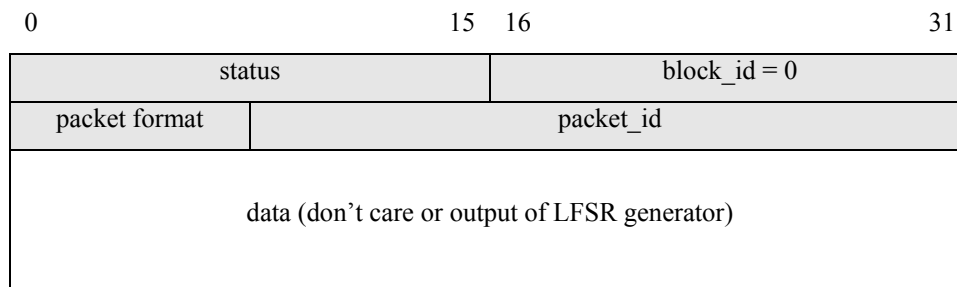 0 15 16 31
status block_id = 0
packet format packet_id
data (don’t care or output of LFSR generator)